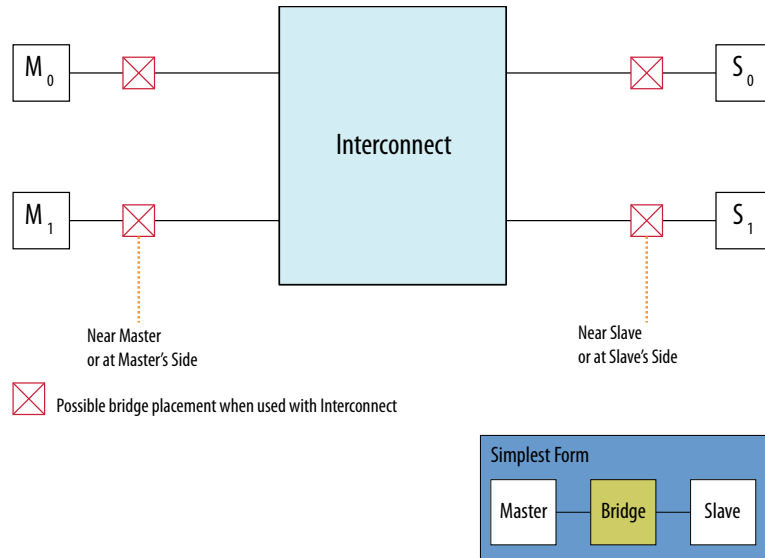 M0
S0
Interconnect
M1
S1
Near Master
or at Master's Side
Near Slave
or at Slave's Side
Possible bridge placement when used with Interconnect
Simplest Form
Master
Bridge
Slave